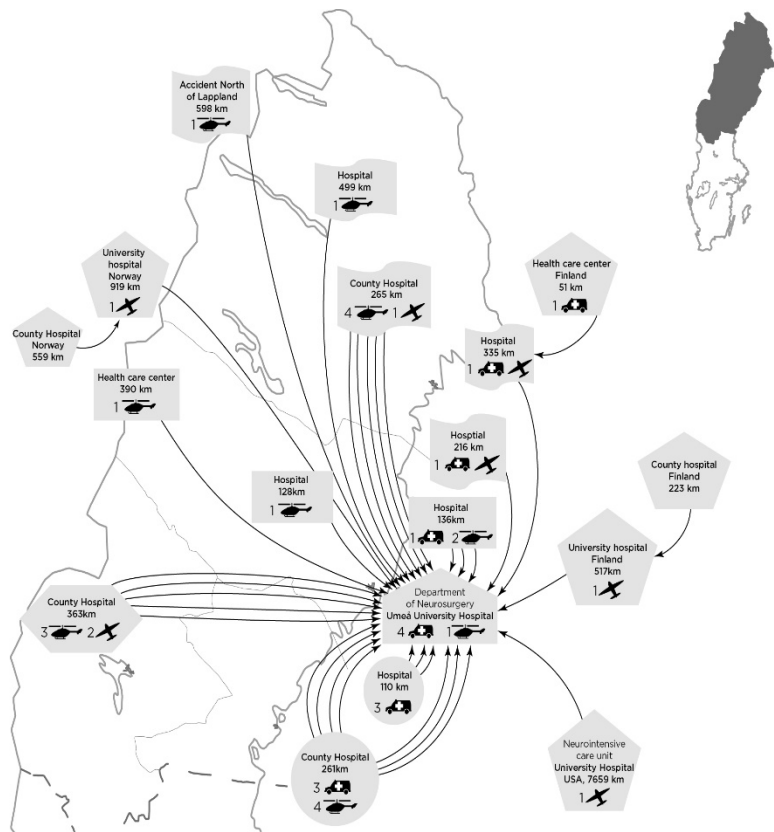 Accident North
of Lappland
598 km
1
Hospital
499 km
1
University
hospital
Norway
919 km
1
County Hospital
265 km
4 1
Health care center
Finland
51 km
1
County Hospital
Norway
559 km
Hospital
335 km
1
Health care center
390 km
1
Hosptial
216 km
1
County hospital
Finland
223 km
Hospital
128km
1
Hospital
136km
1 2
University hospital
Finland
517km
1
County Hospital
363km
3 2
Department
of Neurosurgery
Umeå University Hospital
4 1
Hospital
110 km
3
County Hospital
261km
3
4
Neurointensive
care unit
University Hospital
USA, 7659 km
1